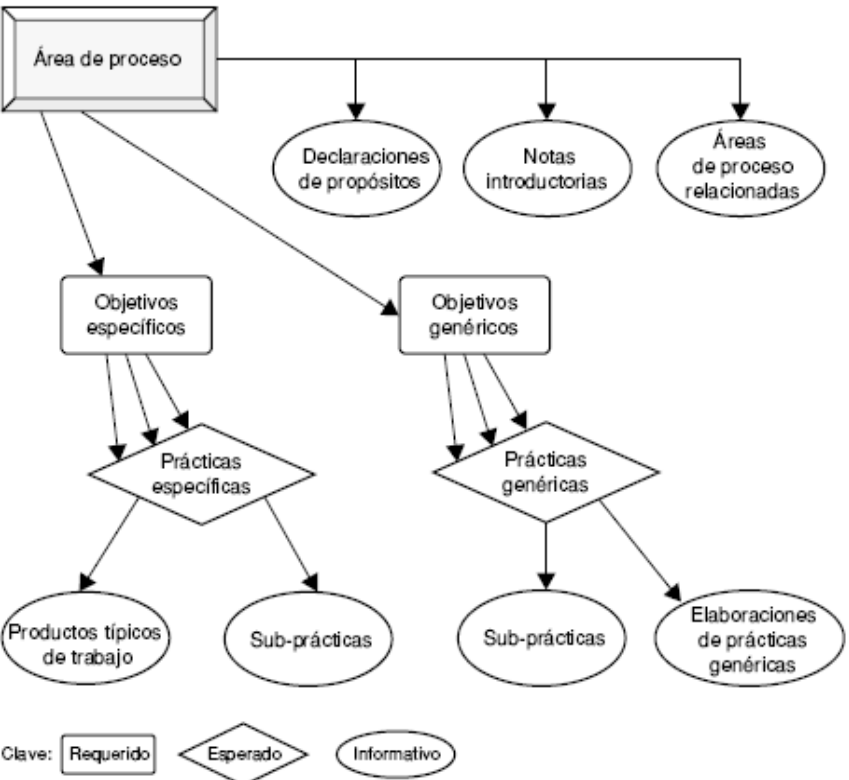 Área de proceso
Declaraciones
de propósitos
Notas
introductorias
Áreas
de proceso
relacionadas
Objetivos
específicos
Objetivos
genéricos
Prácticas
específicas
Prácticas
genéricas
Productos típicos
de trabajo
Sub-prácticas
Sub-prácticas
Elaboraciones
de prácticas
genéricas
Clave: Requerido Esperado Informativo